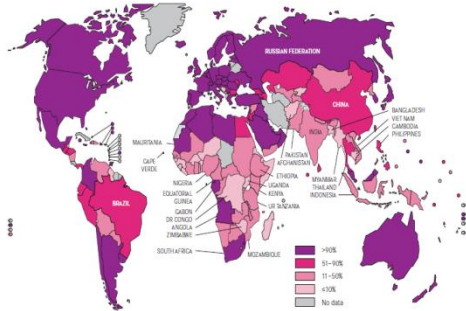 RUSSIAN FEDERATION
CHINA
BANGLADESH
VIET NAM
CAMBODIA
PHILIPPINES
INDIA
MAURITANIA
CAPE
VERDE
PAKISTAN
AFGHANISTAN
ETHIOPIA
UGANDA
KENYA
UR TANZANIA
MYANMAR
THAILAND
INDONESIA
NIGERIA
EQUATORIAL
GUINEA
GABON
DR CONGO
ANGOLA
ZIMBABWE
BRAZIL
SOUTH AFRICA
MOZAMBIQUE
>90%
51–90%
11–50%
≤10%
No data